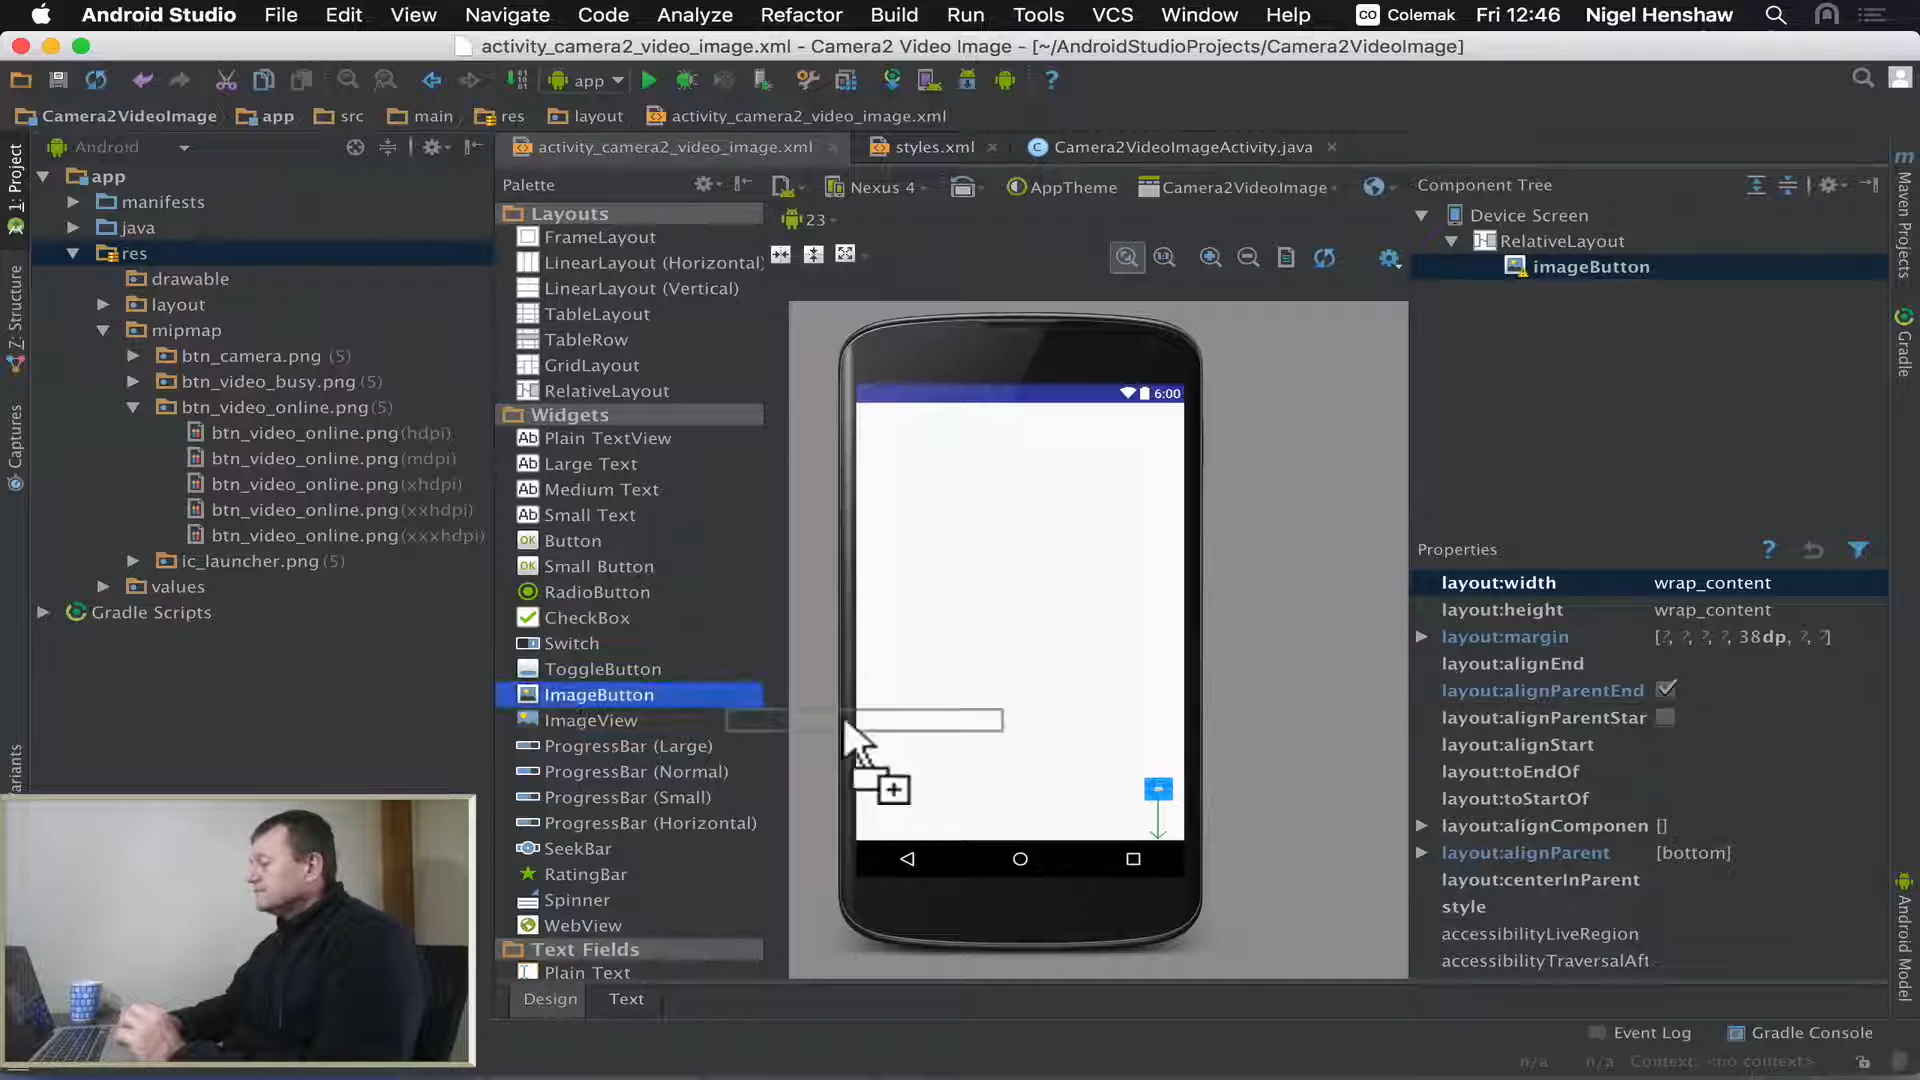 Android Studio File Edit View Navigate Code Analyze Refactor Build Run Tools VCS Window Help CO Colemak Fri 12:46 Nigel Henshaw
activity_camera2_video_image.xml - Camera2 Video Image - [~/AndroidStudioProjects/Camera2VideoImage]
app
Camera2VideoImage app src main res layout activity_camera2_video_image.xml
1: Project
Z: Structure
Captures
Android
app
manifests
java
res
drawable
layout
mipmap
btn_camera.png (5)
btn_video_busy.png (5)
btn_video_online.png (5)
btn_video_online.png (hdpi)
btn_video_online.png (mdpi)
btn_video_online.png (xhdpi)
btn_video_online.png (xxhdpi)
btn_video_online.png (xxxhdpi)
ic_launcher.png (5)
values
Gradle Scripts
activity_camera2_video_image.xml styles.xml Camera2VideoImageActivity.java
Palette
Layouts
FrameLayout
LinearLayout (Horizontal)
LinearLayout (Vertical)
TableLayout
TableRow
GridLayout
RelativeLayout
Widgets
Plain TextView
Large Text
Medium Text
Small Text
Button
Small Button
RadioButton
CheckBox
Switch
ToggleButton
ImageButton
ImageView
ProgressBar (Large)
ProgressBar (Normal)
ProgressBar (Small)
ProgressBar (Horizontal)
SeekBar
RatingBar
Spinner
WebView
Text Fields
Plain Text
Design Text
Nexus 4 AppTheme Camera2VideoImage
23
6:00
Component Tree
Device Screen
RelativeLayout
imageButton
Properties
layout:width wrap_content
layout:height wrap_content
layout:margin [?, ?, ?, ?, 38dp, ?, ?]
layout:alignEnd
layout:alignParentEnd
layout:alignParentStar
layout:alignStart
layout:toEndOf
layout:toStartOf
layout:alignComponen []
layout:alignParent [bottom]
layout:centerInParent
style
accessibilityLiveRegion
accessibilityTraversalAft
Maven Projects
Gradle
Android Model
Event Log Gradle Console
n/a n/a Context: <no context>